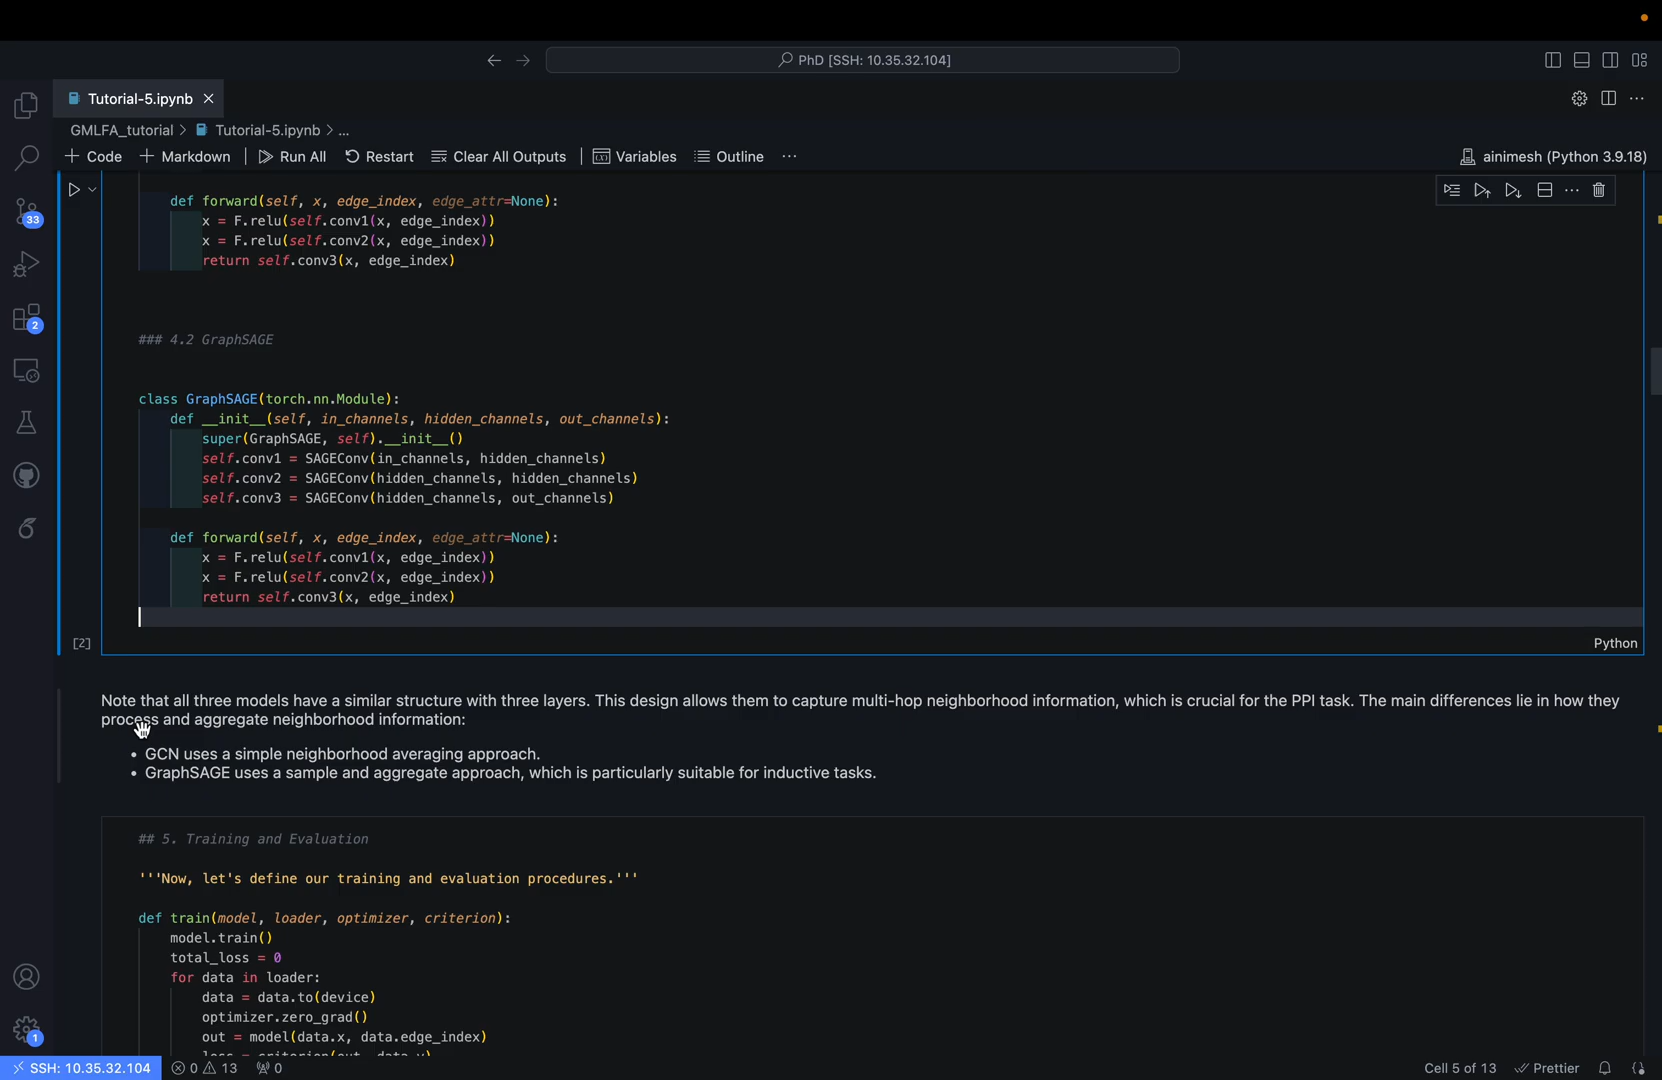 PhD [SSH: 10.35.32.104]
Tutorial-5.ipynb
GMLFA_tutorial > Tutorial-5.ipynb > ...
+ Code + Markdown Run All Restart Clear All Outputs Variables Outline ... ainimesh (Python 3.9.18)
def forward(self, x, edge_index, edge_attr=None):
x = F.relu(self.conv1(x, edge_index))
x = F.relu(self.conv2(x, edge_index))
return self.conv3(x, edge_index)
33
2
### 4.2 GraphSAGE
class GraphSAGE(torch.nn.Module):
def __init__(self, in_channels, hidden_channels, out_channels):
super(GraphSAGE, self).__init__()
self.conv1 = SAGEConv(in_channels, hidden_channels)
self.conv2 = SAGEConv(hidden_channels, hidden_channels)
self.conv3 = SAGEConv(hidden_channels, out_channels)
def forward(self, x, edge_index, edge_attr=None):
x = F.relu(self.conv1(x, edge_index))
x = F.relu(self.conv2(x, edge_index))
return self.conv3(x, edge_index)
[2] Python
Note that all three models have a similar structure with three layers. This design allows them to capture multi-hop neighborhood information, which is crucial for the PPI task. The main differences lie in how they
process and aggregate neighborhood information:
• GCN uses a simple neighborhood averaging approach.
• GraphSAGE uses a sample and aggregate approach, which is particularly suitable for inductive tasks.
## 5. Training and Evaluation
'''Now, let's define our training and evaluation procedures.'''
def train(model, loader, optimizer, criterion):
model.train()
total_loss = 0
for data in loader:
data = data.to(device)
optimizer.zero_grad()
out = model(data.x, data.edge_index)
loss = criterion(out, data.y)
1
SSH: 10.35.32.104 0 13 0 Cell 5 of 13 Prettier